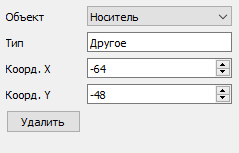 Объект Носитель
Тип Другое
Коорд. X -64
Коорд. Y -48
Удалить